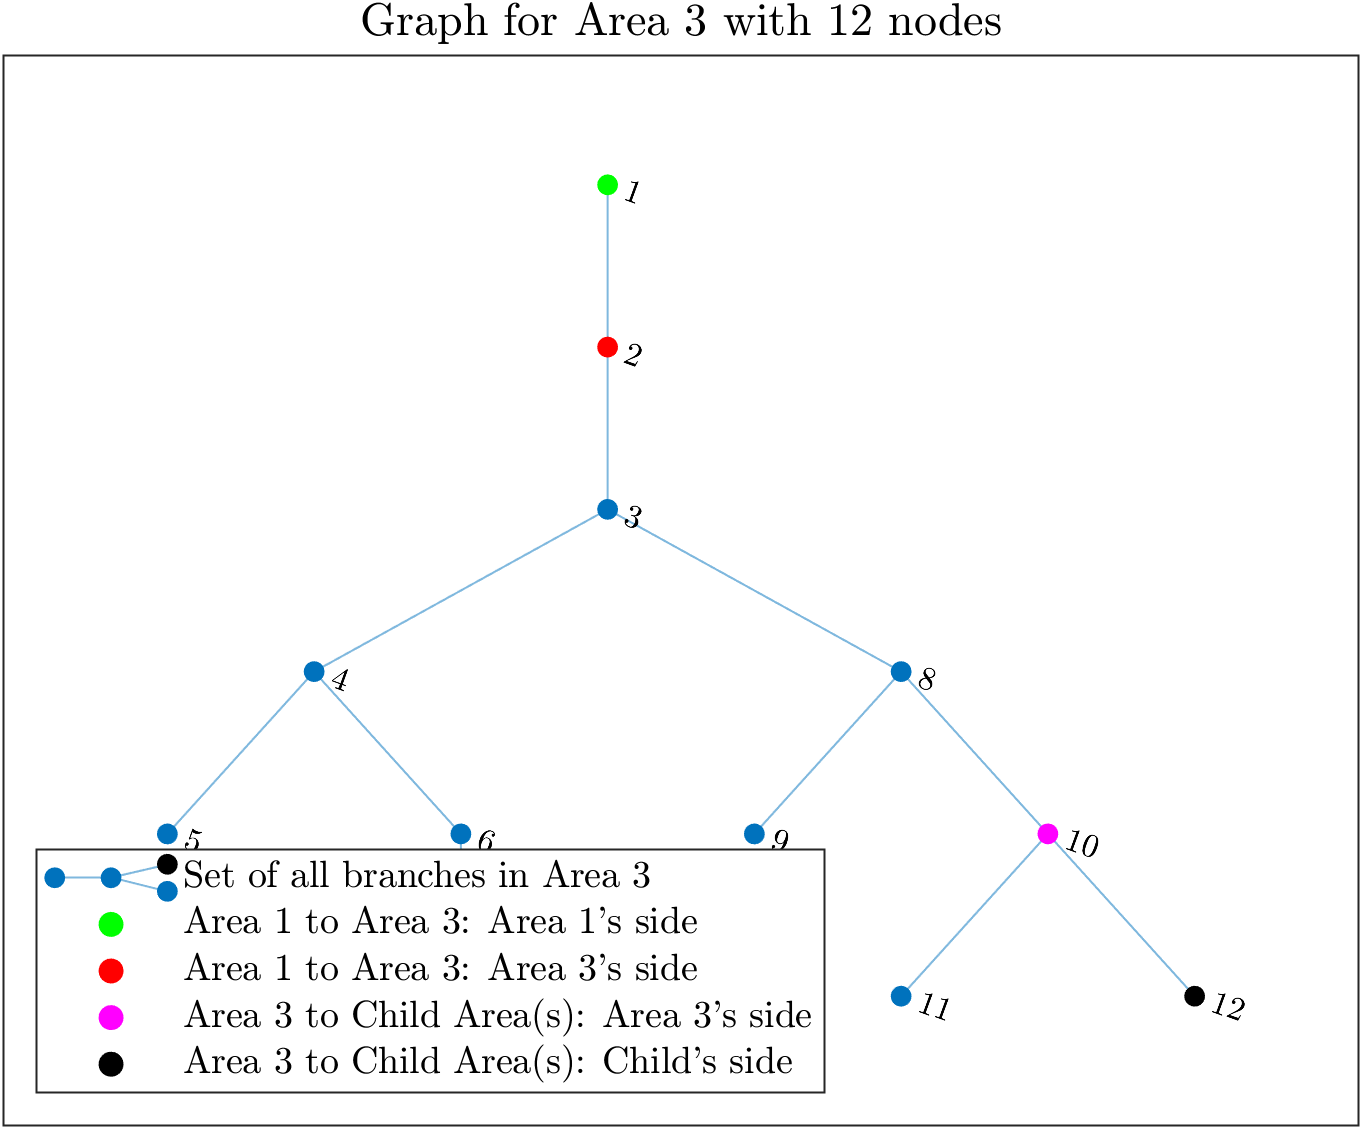 Graph for Area 3 with 12 nodes
1
2
3
4
8
5
6
9
10
Set of all branches in Area 3
Area 1 to Area 3: Area 1's side
Area 1 to Area 3: Area 3's side
Area 3 to Child Area(s): Area 3's side
Area 3 to Child Area(s): Child's side
11
12